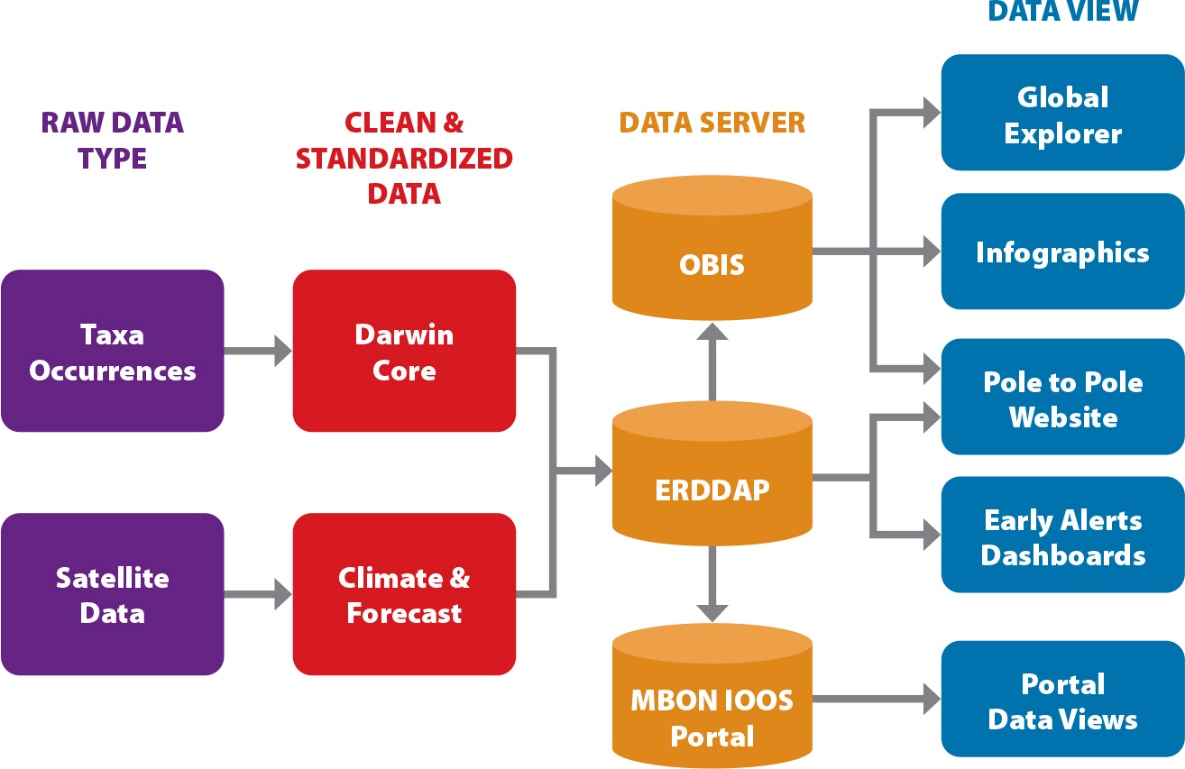 RAW DATA
TYPE
Taxa
Occurrences
Satellite
Data
CLEAN &
STANDARDIZED
DATA
Darwin
Core
Climate &
Forecast
DATA SERVER
OBIS
ERDDAP
MBON IOOS
Portal
DATA VIEW
Global
Explorer
Infographics
Pole to Pole
Website
Early Alerts
Dashboards
Portal
Data Views